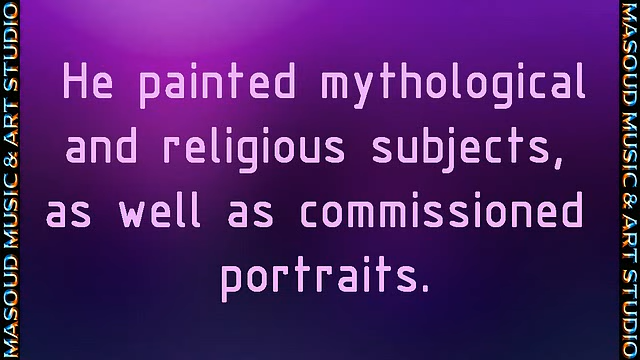 He painted mythological
and religious subjects,
as well as commissioned
portraits.
MASOUD MUSIC & ART STUDIO
MASOUD MUSIC & ART STUDIO